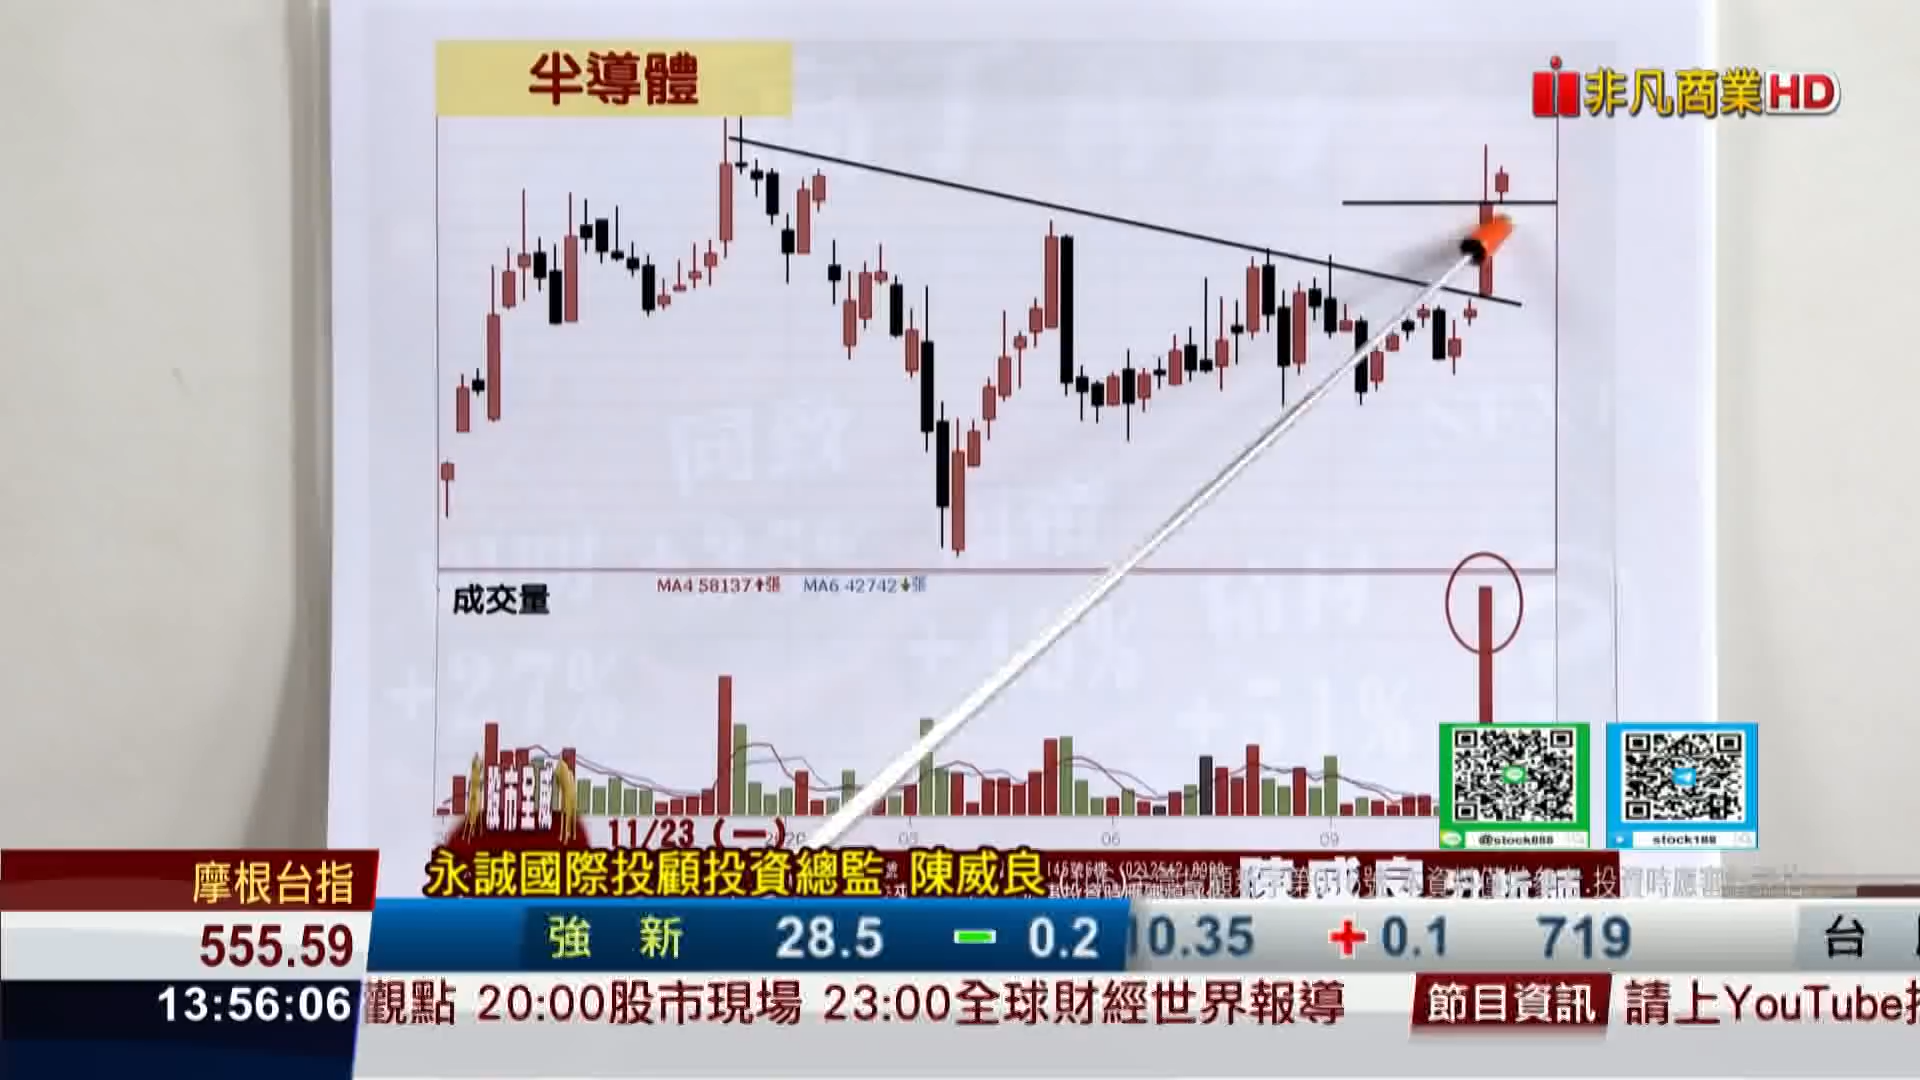 半導體
非凡商業HD
MA4 58137↑張 MA6 42742↓張
成交量
同致
+27%
+51%
03 06 09
@stock888
stock188
股市呈威
11/23 (一)
永誠國際投顧投資總監 陳威良
摩根台指
555.59
13:56:06
強 新 28.5 0.2 10.35 + 0.1 719 台
觀點 20:00股市現場 23:00全球財經世界報導 節目資訊 請上YouTube